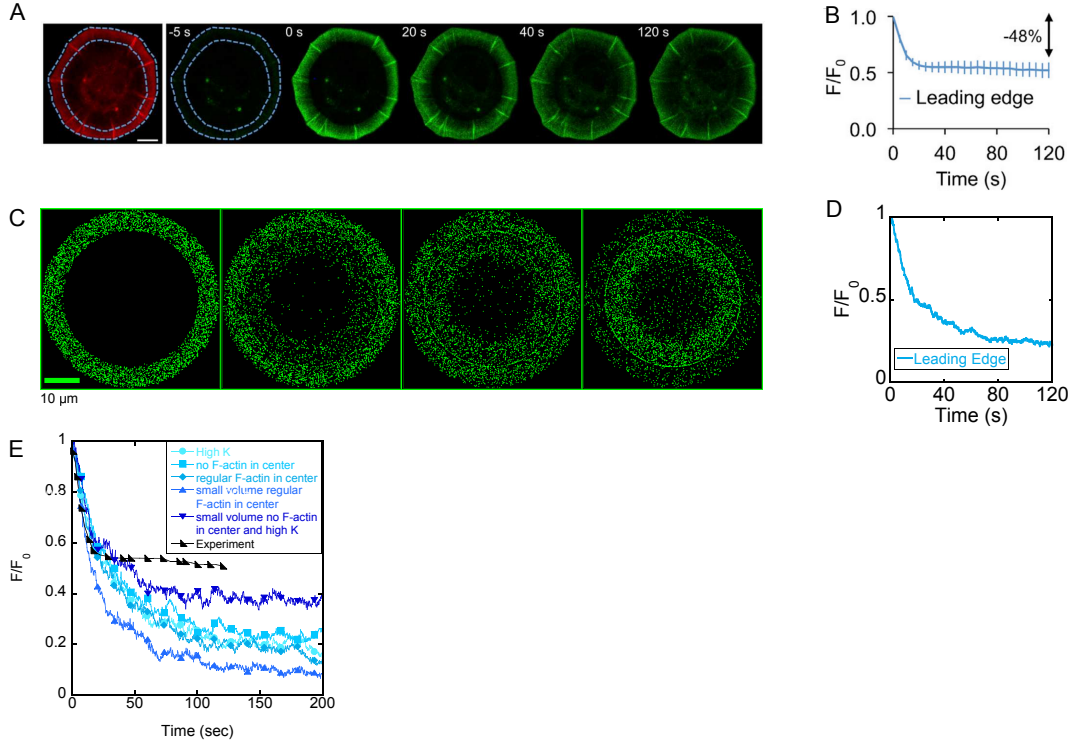 A
-5 s
0 s
20 s
40 s
120 s
B
F/F0
1.0
0.5
0.0
-48%
Leading edge
0
40
80
120
Time (s)
C
10 µm
D
F/F0
1
0.5
0
Leading Edge
0
40
80
120
Time (s)
E
F/F0
1
0.8
0.6
0.4
0.2
0
High K
no F-actin in center
regular F-actin in center
small volume regular
F-actin in center
small volume no F-actin
in center and high K
Experiment
0
50
100
150
200
Time (sec)